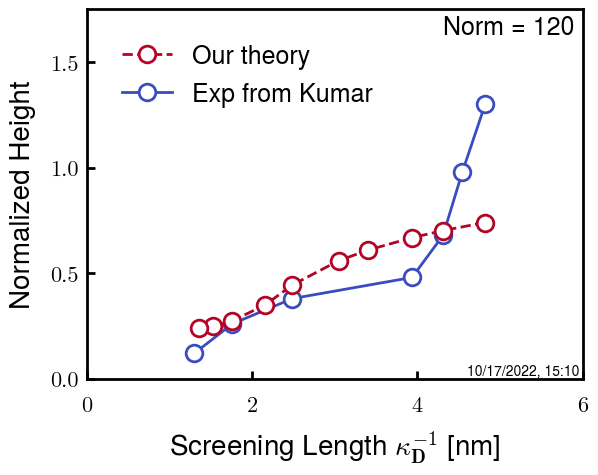 Norm = 120
Our theory
Exp from Kumar
Normalized Height
1.5
1.0
0.5
0.0
10/17/2022, 15:10
0 2 4 6
Screening Length κ_D^{-1} [nm]